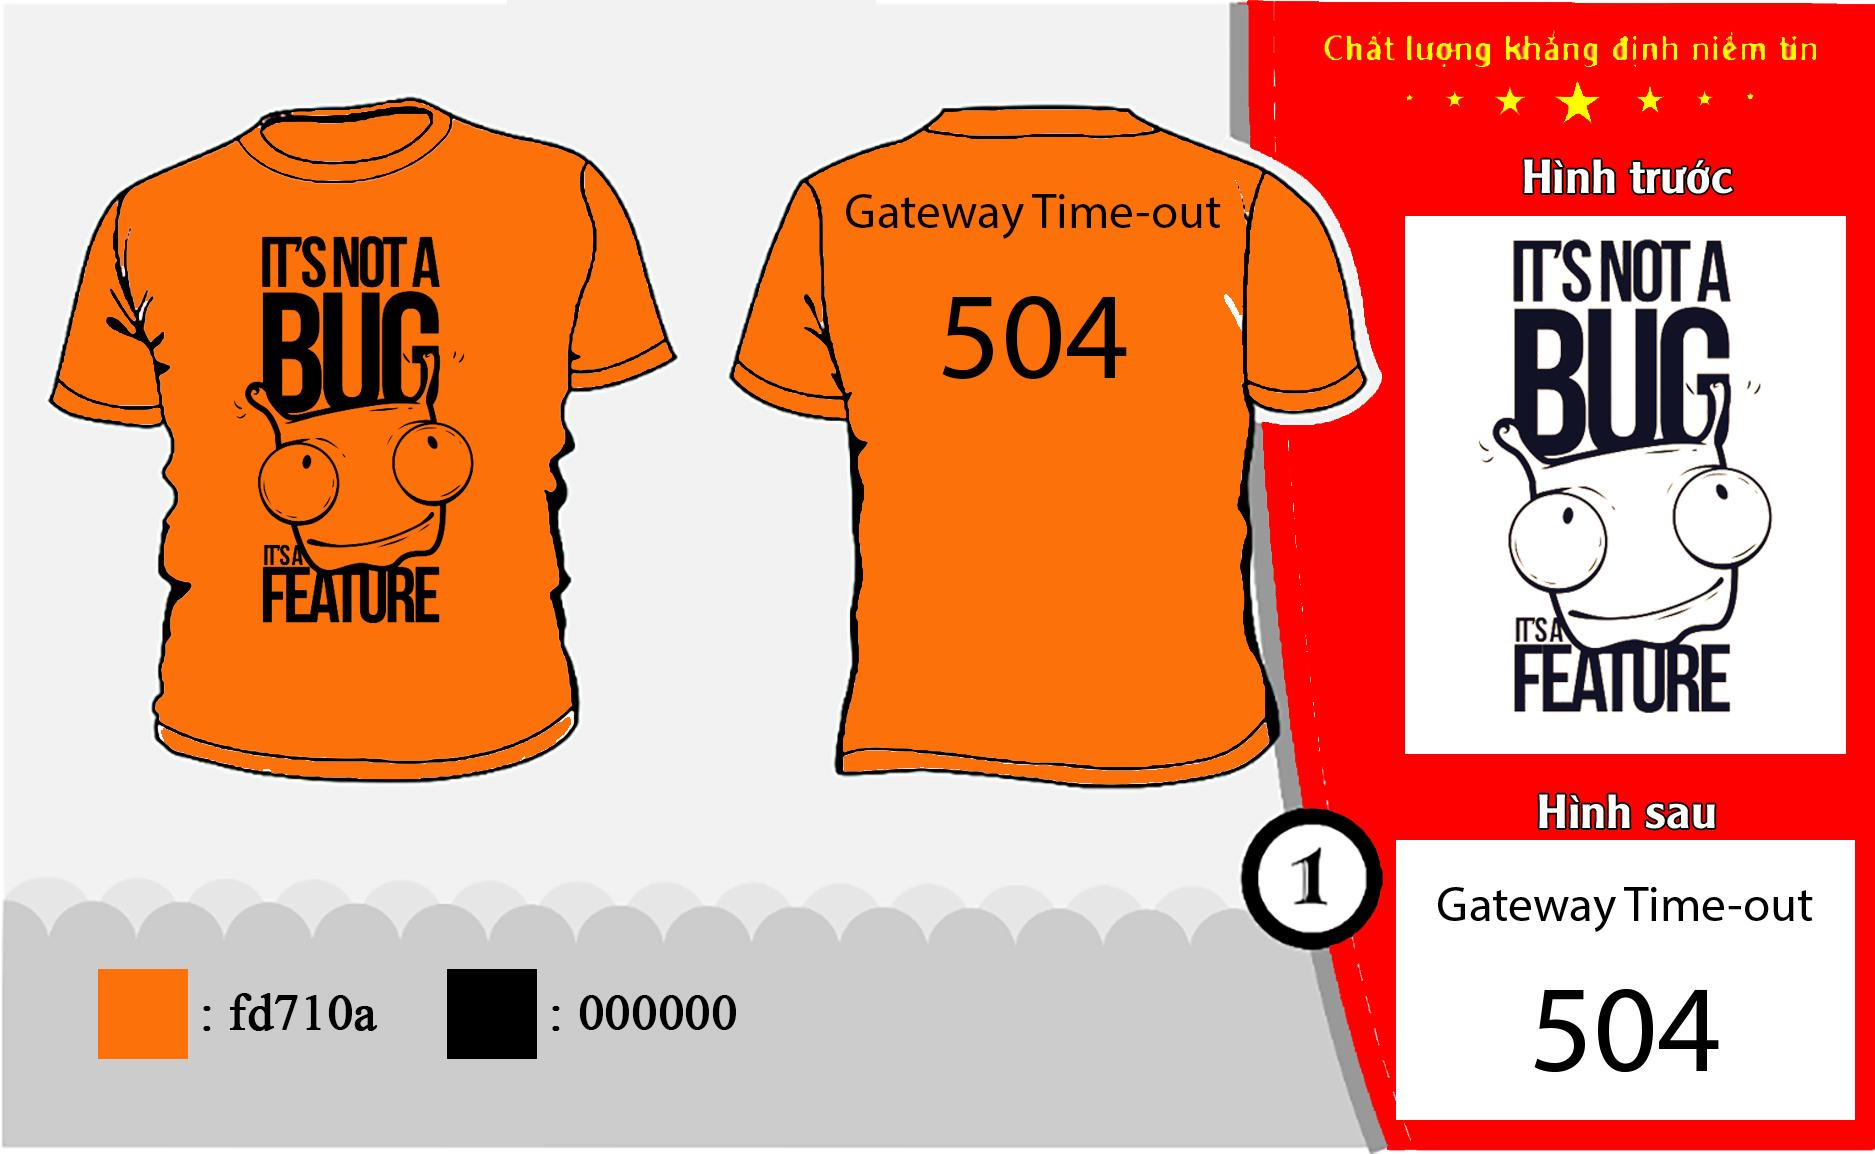 IT'S NOT A
BUG
IT'S A
FEATURE
Gateway Time-out
504
Chất lượng khẳng định niềm tin
Hình trước
IT'S NOT A
BUG
IT'S A
FEATURE
Hình sau
Gateway Time-out
504
1
: fd710a
: 000000